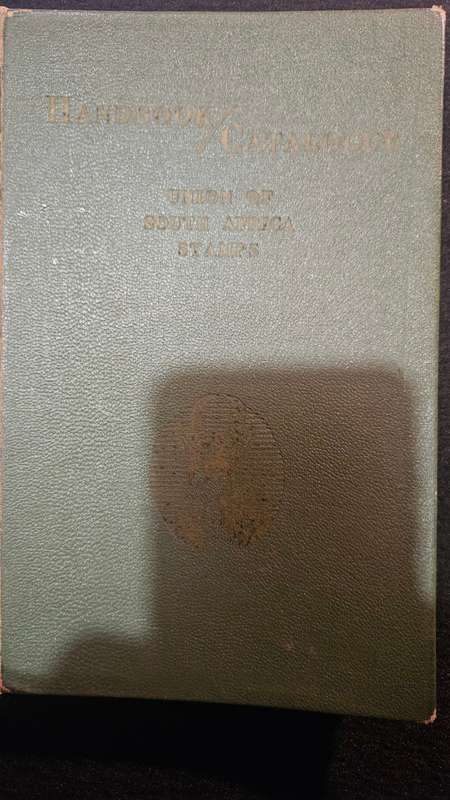 HANDBOOK /
/ CATALOGUE
UNION OF
SOUTH AFRICA
STAMPS